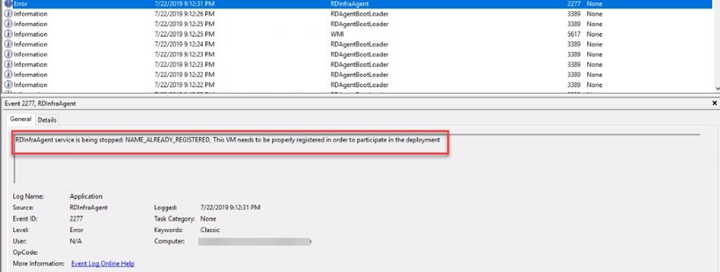 Error 7/22/2019 9:12:31 PM RDInfraAgent 2277 None
Information 7/22/2019 9:12:26 PM RDAgentBootLoader 3389 None
Information 7/22/2019 9:12:25 PM RDAgentBootLoader 3389 None
Information 7/22/2019 9:12:25 PM WMI 5617 None
Information 7/22/2019 9:12:24 PM RDAgentBootLoader 3389 None
Information 7/22/2019 9:12:23 PM RDAgentBootLoader 3389 None
Information 7/22/2019 9:12:23 PM RDAgentBootLoader 3389 None
Information 7/22/2019 9:12:22 PM RDAgentBootLoader 3389 None
Information 7/22/2019 9:12:22 PM RDAgentBootLoader 3389 None
Event 2277, RDInfraAgent
General Details
RDInfraAgent service is being stopped: NAME_ALREADY_REGISTERED, This VM needs to be properly registered in order to participate in the deployment
Log Name: Application
Source: RDInfraAgent Logged: 7/22/2019 9:12:31 PM
Event ID: 2277 Task Category: None
Level: Error Keywords: Classic
User: N/A Computer:
OpCode:
More Information: Event Log Online Help